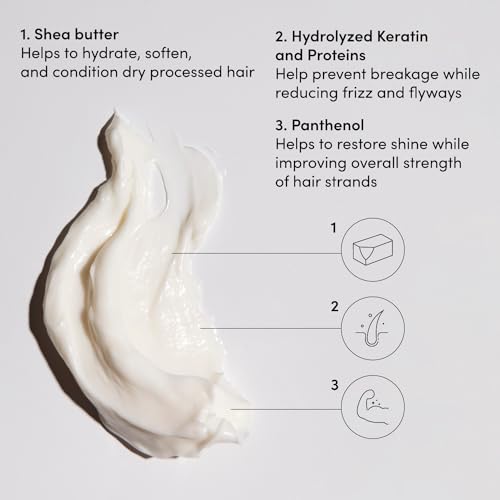 1. Shea butter
Helps to hydrate, soften,
and condition dry processed hair
2. Hydrolyzed Keratin
and Proteins
Help prevent breakage while
reducing frizz and flyways
3. Panthenol
Helps to restore shine while
improving overall strength
of hair strands
1
2
3